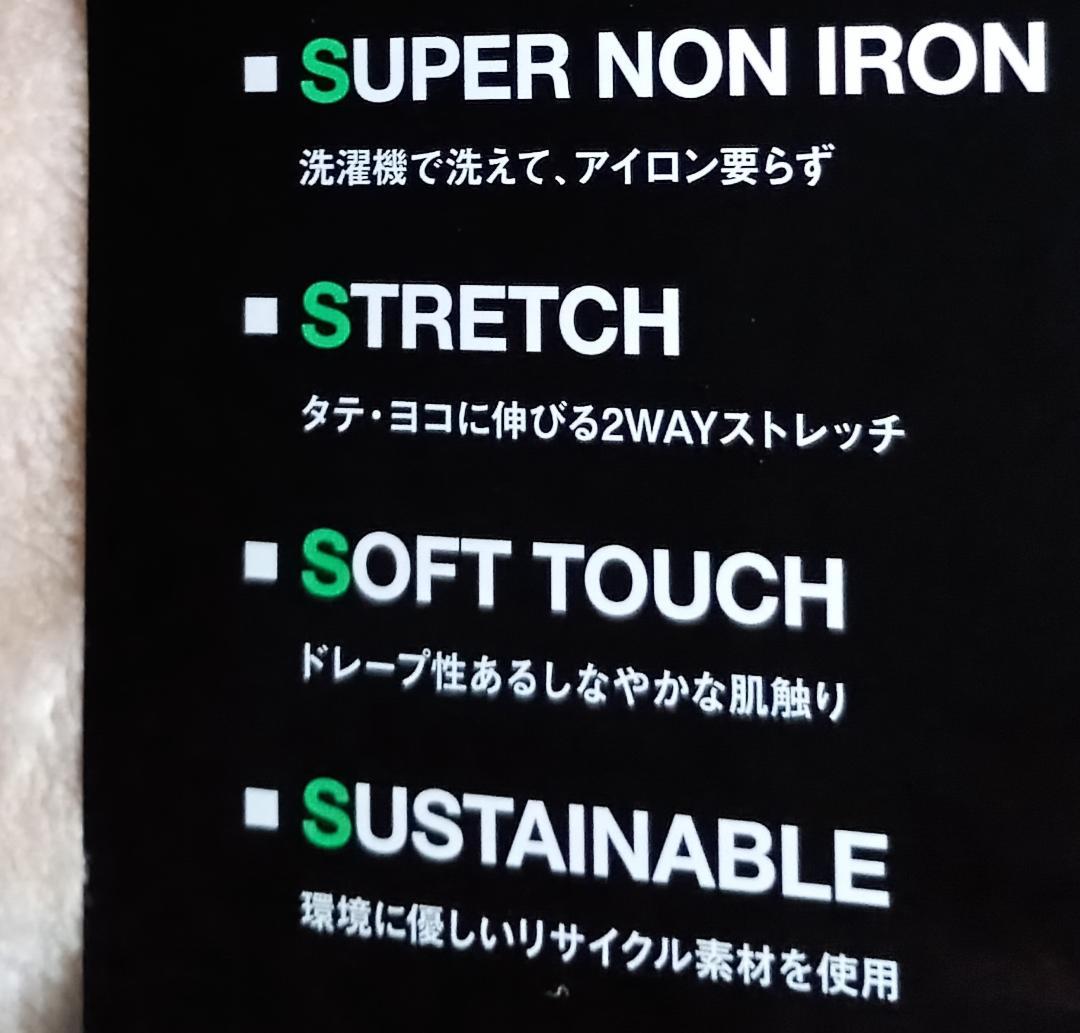 ■ SUPER NON IRON
洗濯機で洗えて、アイロン要らず
■ STRETCH
タテ・ヨコに伸びる2WAYストレッチ
■ SOFT TOUCH
ドレープ性あるしなやかな肌触り
■ SUSTAINABLE
環境に優しいリサイクル素材を使用